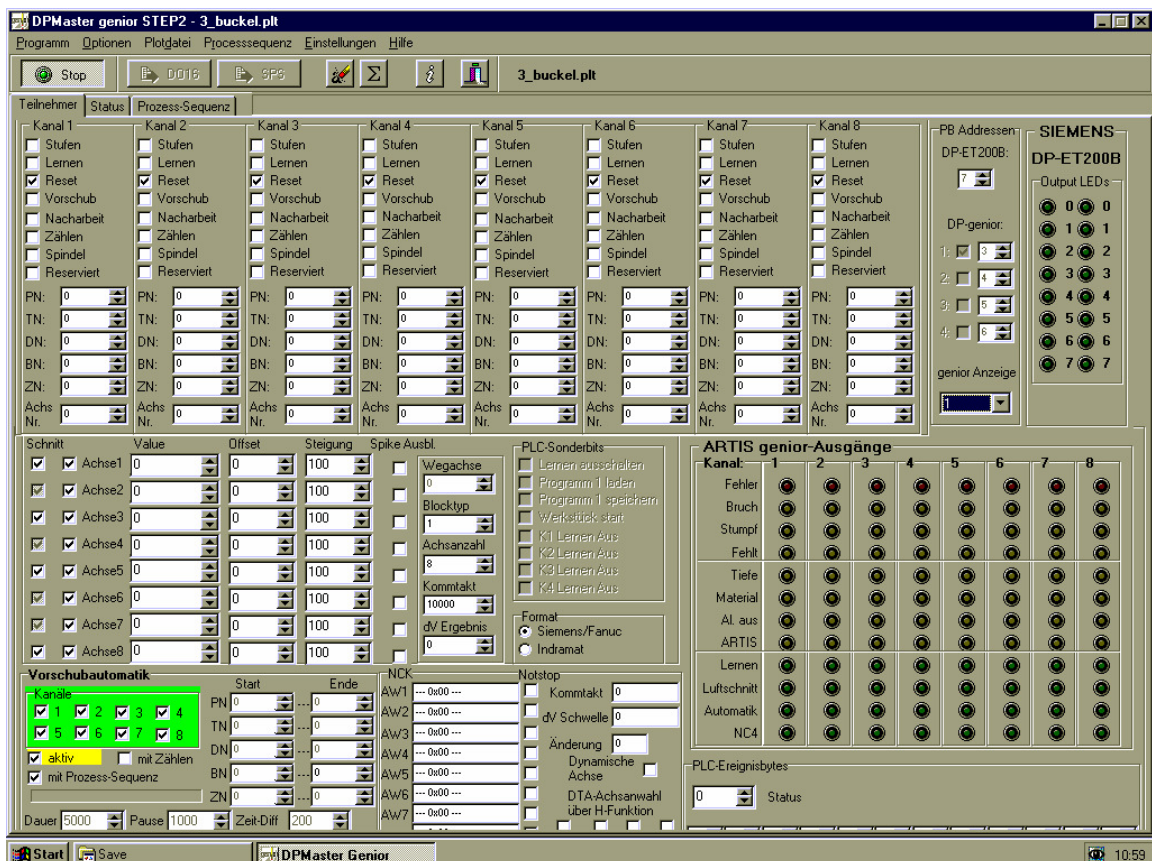 DPMaster genior STEP2 - 3_buckel.plt
Programm Optionen Plotdatei Processsequenz Einstellungen Hilfe
Stop DO16 SPS Σ i 3_buckel.plt
Teilnehmer Status Prozess-Sequenz
Kanal 1 Kanal 2 Kanal 3 Kanal 4 Kanal 5 Kanal 6 Kanal 7 Kanal 8
Stufen Stufen Stufen Stufen Stufen Stufen Stufen Stufen
Lernen Lernen Lernen Lernen Lernen Lernen Lernen Lernen
Reset Reset Reset Reset Reset Reset Reset Reset
Vorschub Vorschub Vorschub Vorschub Vorschub Vorschub Vorschub Vorschub
Nacharbeit Nacharbeit Nacharbeit Nacharbeit Nacharbeit Nacharbeit Nacharbeit Nacharbeit
Zählen Zählen Zählen Zählen Zählen Zählen Zählen Zählen
Spindel Spindel Spindel Spindel Spindel Spindel Spindel Spindel
Reserviert Reserviert Reserviert Reserviert Reserviert Reserviert Reserviert Reserviert
PN: 0 PN: 0 PN: 0 PN: 0 PN: 0 PN: 0 PN: 0 PN: 0
TN: 0 TN: 0 TN: 0 TN: 0 TN: 0 TN: 0 TN: 0 TN: 0
DN: 0 DN: 0 DN: 0 DN: 0 DN: 0 DN: 0 DN: 0 DN: 0
BN: 0 BN: 0 BN: 0 BN: 0 BN: 0 BN: 0 BN: 0 BN: 0
ZN: 0 ZN: 0 ZN: 0 ZN: 0 ZN: 0 ZN: 0 ZN: 0 ZN: 0
Achs Nr. 0 Achs Nr. 0 Achs Nr. 0 Achs Nr. 0 Achs Nr. 0 Achs Nr. 0 Achs Nr. 0 Achs Nr. 0
PB Addressen
DP-ET200B:
7
DP-genior:
1: 3
2: 4
3: 5
4: 6
genior Anzeige
1
SIEMENS
DP-ET200B
Output LEDs
0 0
1 1
2 2
3 3
4 4
5 5
6 6
7 7
Schnitt Value Offset Steigung Spike Ausbl.
Achse1 0 0 100
Achse2 0 0 100
Achse3 0 0 100
Achse4 0 0 100
Achse5 0 0 100
Achse6 0 0 100
Achse7 0 0 100
Achse8 0 0 100
Wegachse
0
Blocktyp
1
Achsanzahl
8
Kommtakt
10000
dV Ergebnis
0
PLC-Sonderbits
Lernen ausschalten
Programm 1 laden
Programm 1 speichern
Werkstück start
K1 Lernen Aus
K2 Lernen Aus
K3 Lernen Aus
K4 Lernen Aus
Format
Siemens/Fanuc
Indramat
ARTIS genior-Ausgänge
Kanal: 1 2 3 4 5 6 7 8
Fehler
Bruch
Stumpf
Fehlt
Tiefe
Material
Al. aus
ARTIS
Lernen
Luftschnitt
Automatik
NC4
Vorschubautomatik
Kanäle
1 2 3 4
5 6 7 8
aktiv mit Zählen
mit Prozess-Sequenz
Start Ende
PN 0 ... 0
TN 0 ... 0
DN 0 ... 0
BN 0 ... 0
ZN 0 ... 0
Dauer 5000 Pause 1000 Zeit-Diff 200
NCK
AW1 --- 0x00 ---
AW2 --- 0x00 ---
AW3 --- 0x00 ---
AW4 --- 0x00 ---
AW5 --- 0x00 ---
AW6 --- 0x00 ---
AW7 --- 0x00 ---
Notstop
Kommtakt 0
dV Schwelle 0
Änderung 0
Dynamische
Achse
DTA-Achsanwahl
über H-Funktion
PLC-Ereignisbytes
0 Status
Start Save DPMaster Genior 10:59